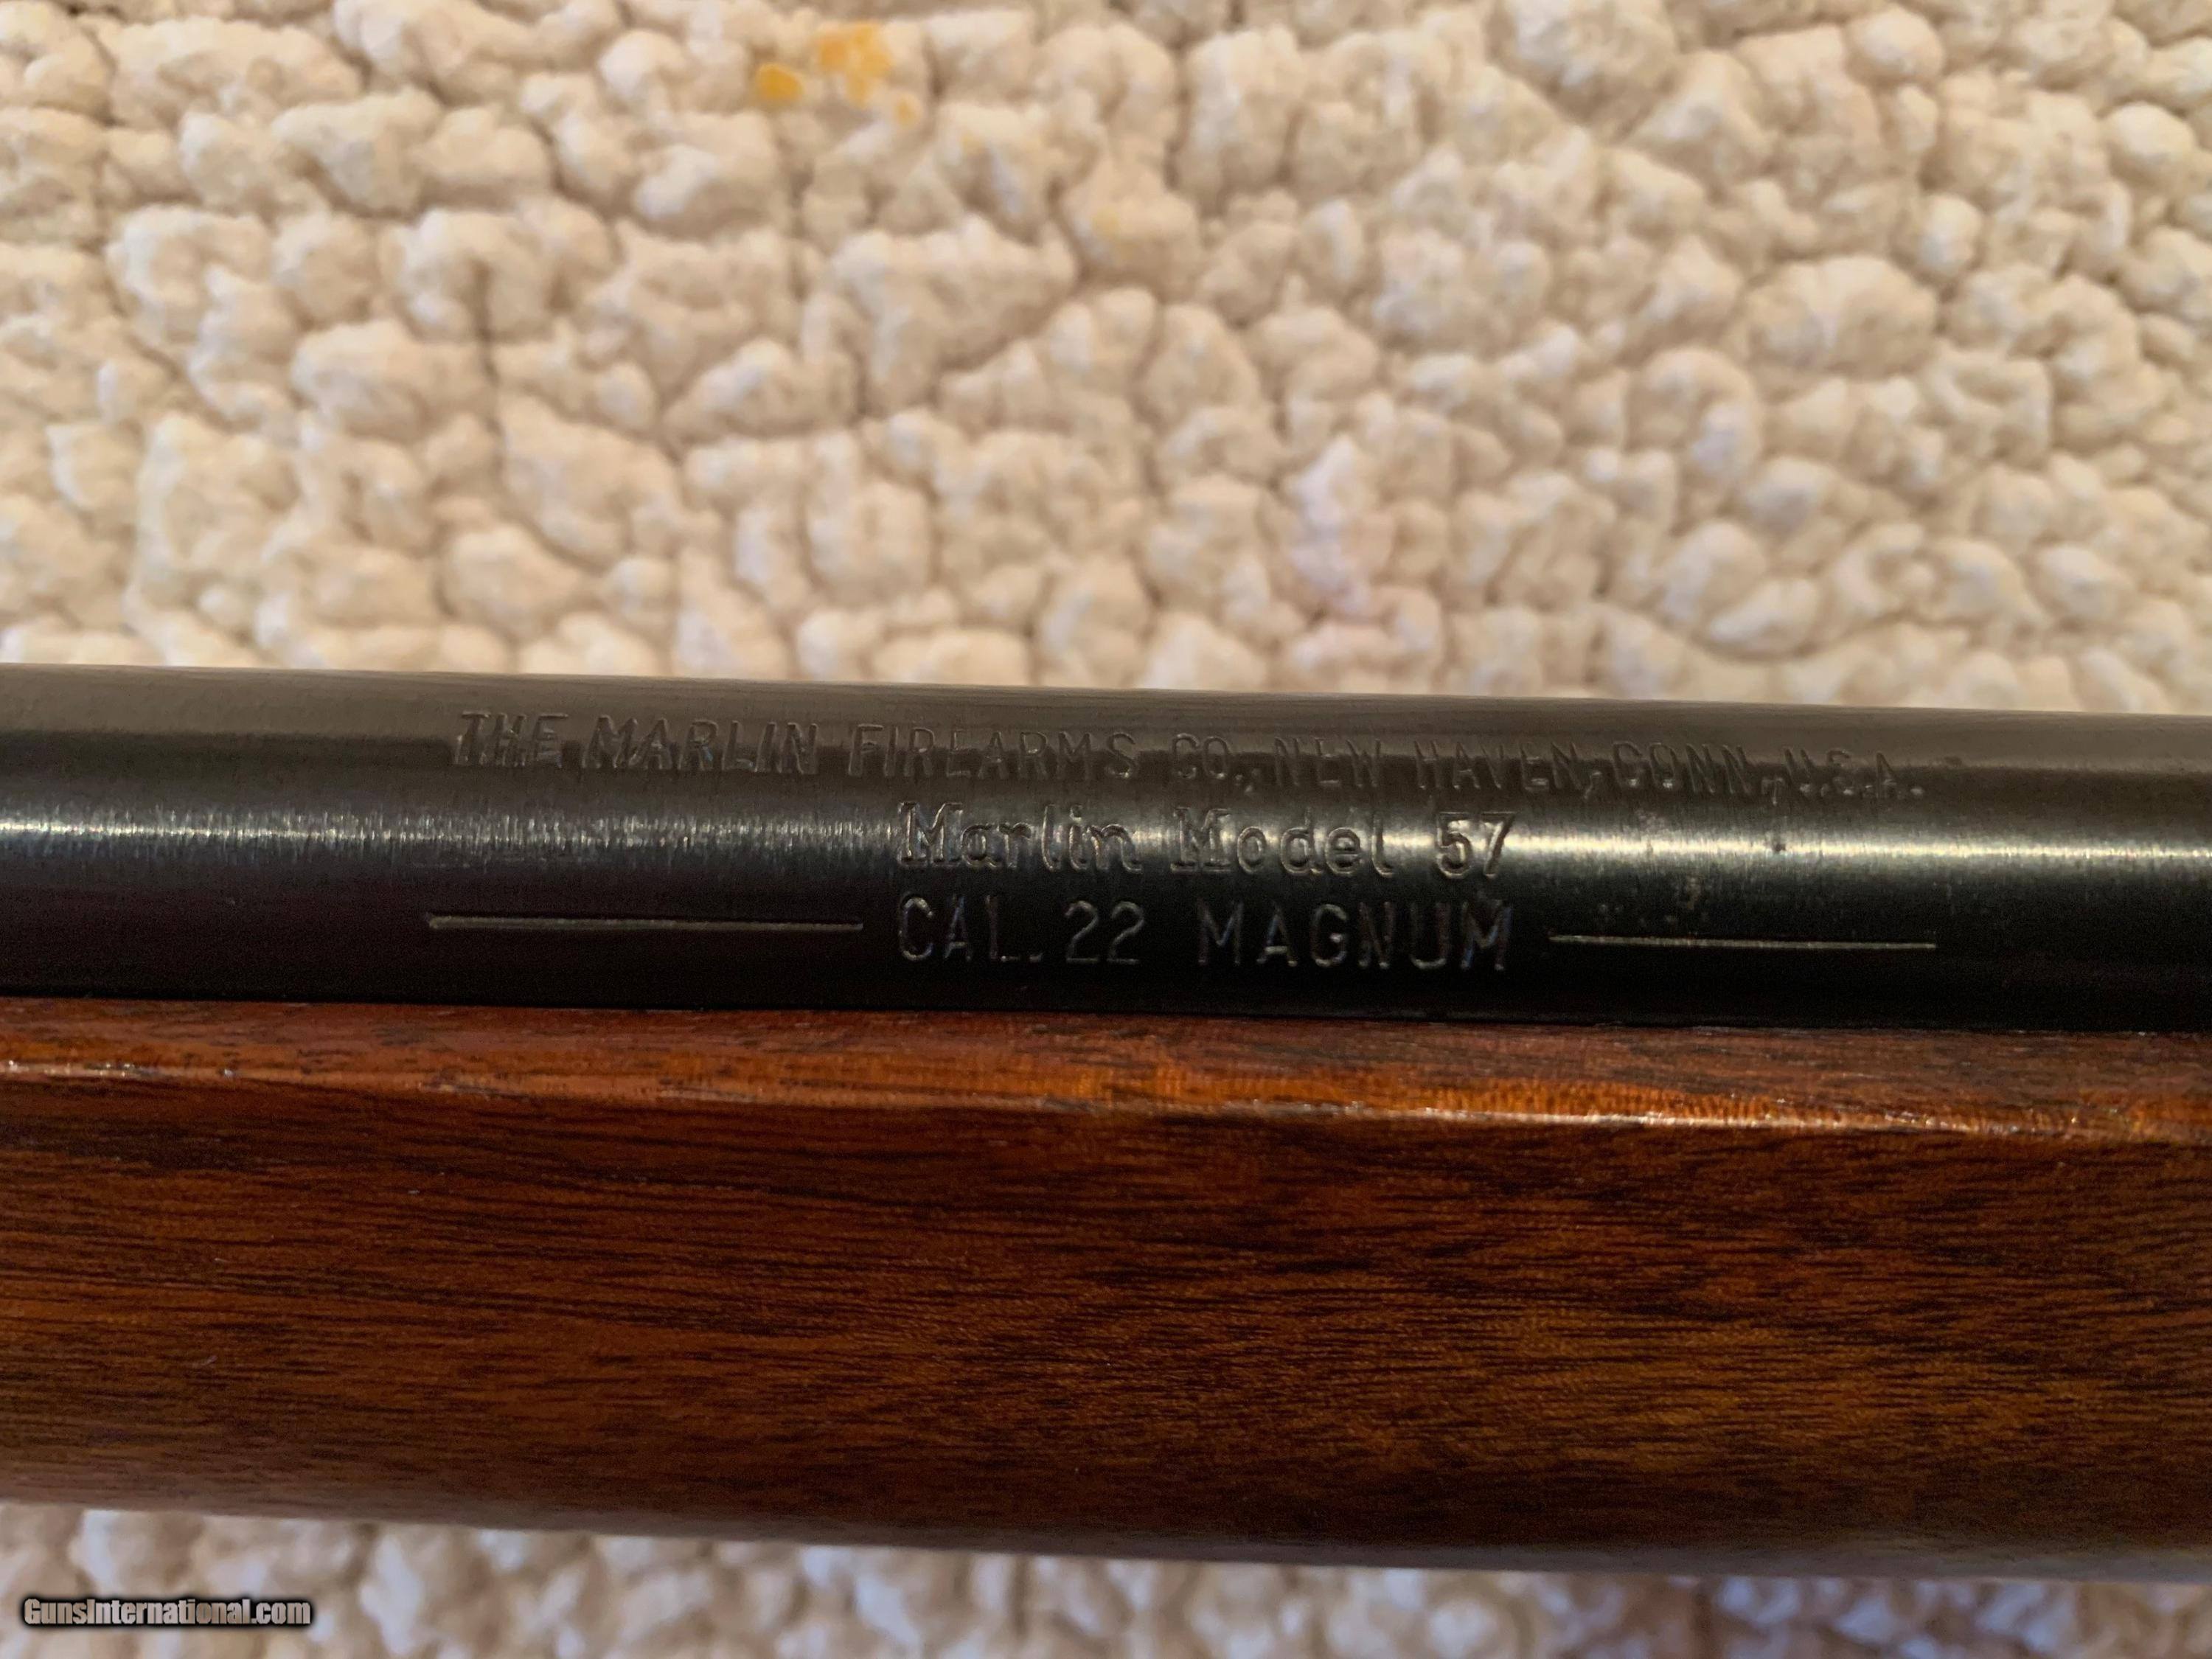 THE MARLIN FIREARMS CO., NEW HAVEN, CONN., U.S.A.
Marlin Model 57
CAL. 22 MAGNUM
GunsInternational.com